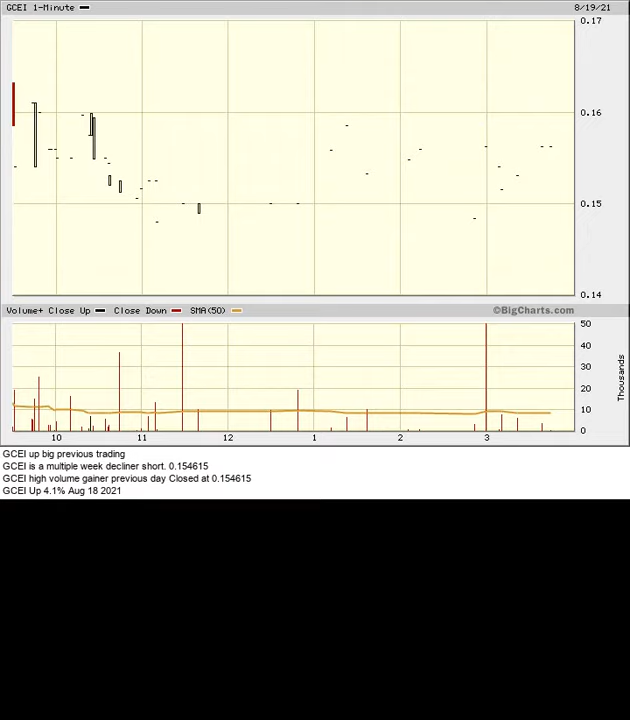 GCEI 1-Minute 8/19/21
0.17
0.16
0.15
0.14
Volume+ Close Up Close Down SMA(50) ©BigCharts.com
50
40
30
20
10
0
Thousands
10 11 12 1 2 3
GCEI up big previous trading
GCEI is a multiple week decliner short. 0.154615
GCEI high volume gainer previous day Closed at 0.154615
GCEI Up 4.1% Aug 18 2021